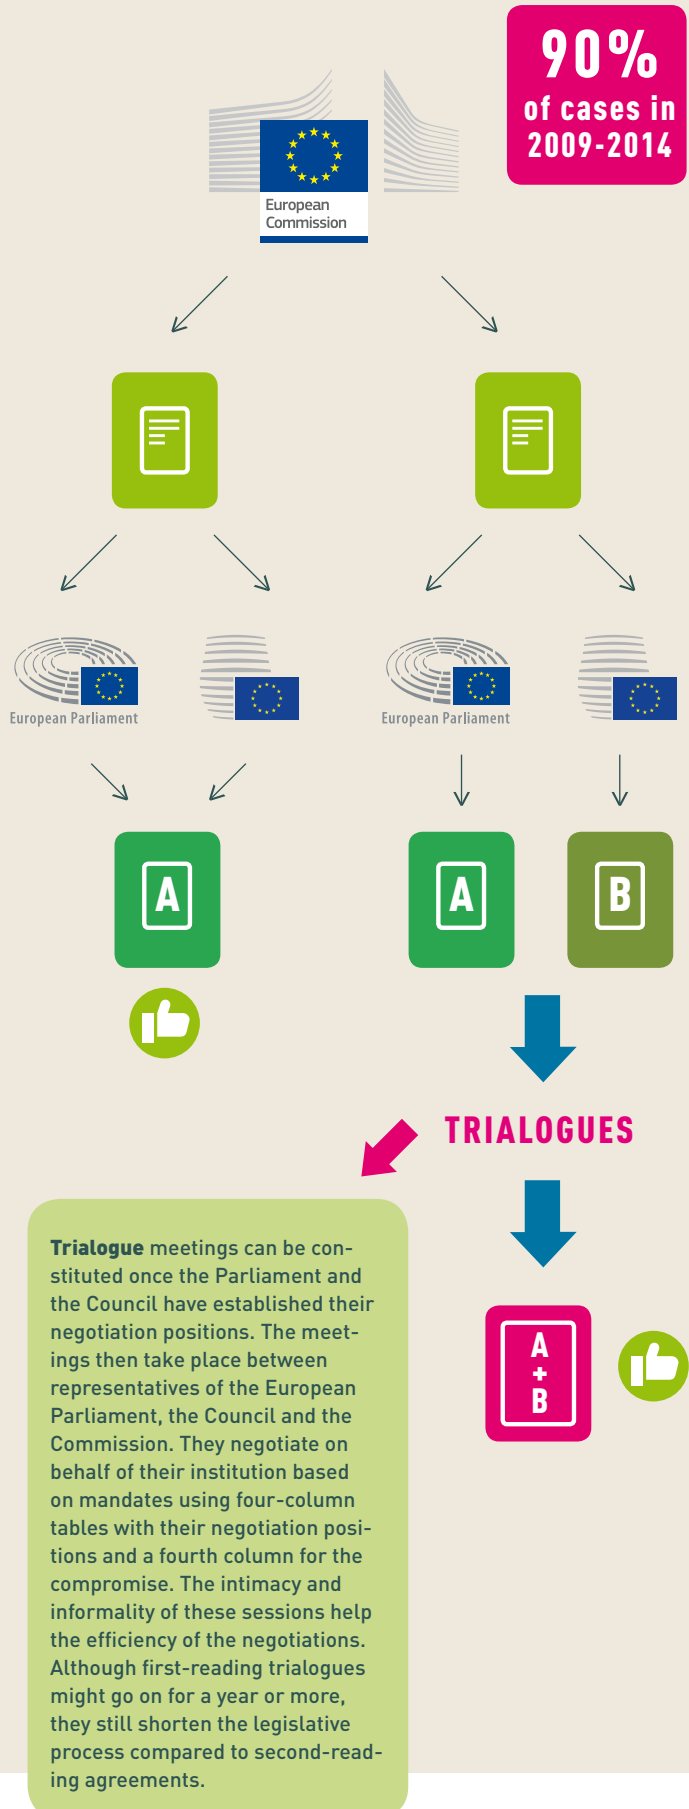 90%
of cases in
2009-2014
European
Commission
European Parliament
European Parliament
A
A
B
TRIALOGUES
Trialogue meetings can be con-
stituted once the Parliament and
the Council have established their
negotiation positions. The meet-
ings then take place between
representatives of the European
Parliament, the Council and the
Commission. They negotiate on
behalf of their institution based
on mandates using four-column
tables with their negotiation posi-
tions and a fourth column for the
compromise. The intimacy and
informality of these sessions help
the efficiency of the negotiations.
Although first-reading trialogues
might go on for a year or more,
they still shorten the legislative
process compared to second-read-
ing agreements.
A
+
B